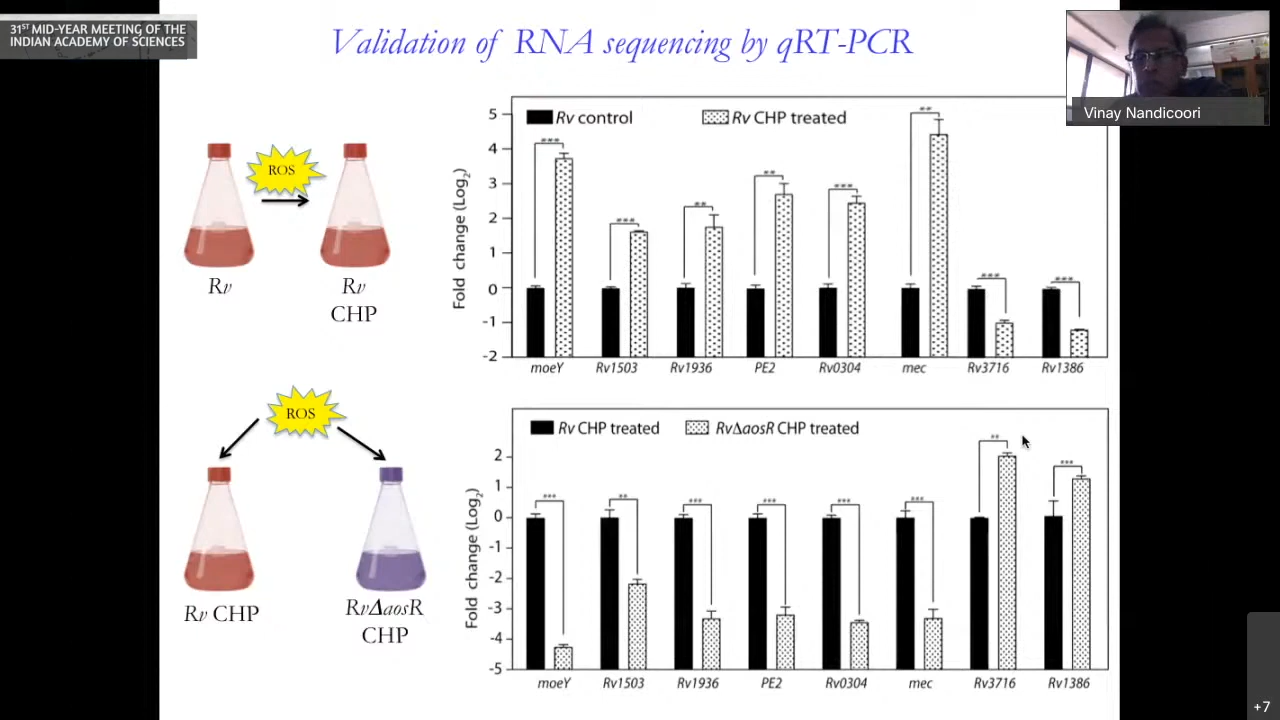 31ST MID-YEAR MEETING OF THE
INDIAN ACADEMY OF SCIENCES
Validation of RNA sequencing by qRT-PCR
Vinay Nandicoori
ROS
Rv
Rv
CHP
Fold change (Log2)
5
4
3
2
1
0
-1
-2
Rv control
Rv CHP treated
***
***
**
**
***
**
***
***
moeY Rv1503 Rv1936 PE2 Rv0304 mec Rv3716 Rv1386
ROS
Rv CHP
RvΔaosR
CHP
Fold change (Log2)
2
1
0
-1
-2
-3
-4
-5
Rv CHP treated
RvΔaosR CHP treated
***
**
***
***
***
***
**
***
moeY Rv1503 Rv1936 PE2 Rv0304 mec Rv3716 Rv1386
+7